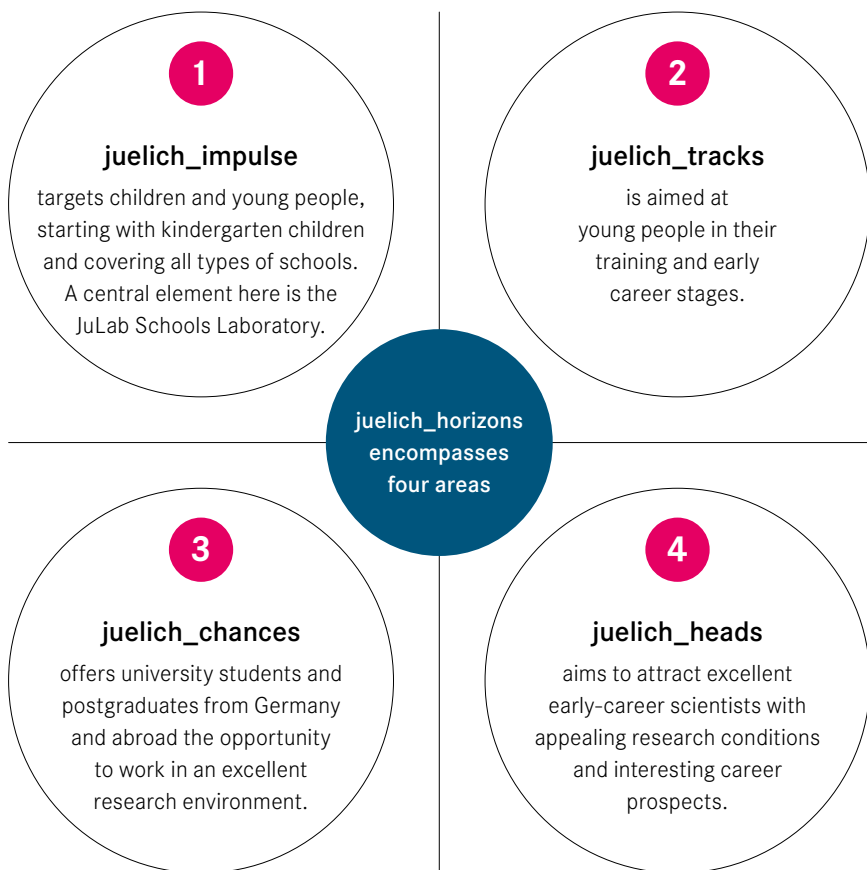 1
juelich_impulse
targets children and young people,
starting with kindergarten children
and covering all types of schools.
A central element here is the
JuLab Schools Laboratory.
2
juelich_tracks
is aimed at
young people in their
training and early
career stages.
juelich_horizons
encompasses
four areas
3
juelich_chances
offers university students and
postgraduates from Germany
and abroad the opportunity
to work in an excellent
research environment.
4
juelich_heads
aims to attract excellent
early-career scientists with
appealing research conditions
and interesting career
prospects.